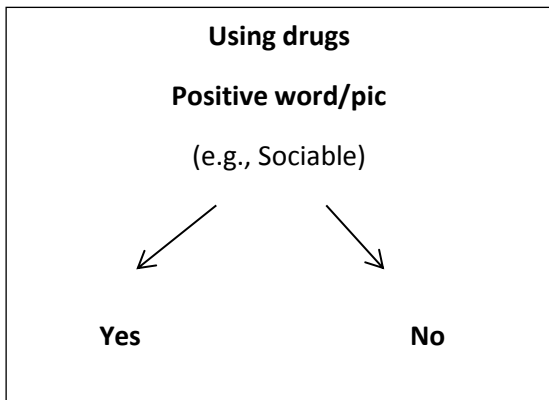 Using drugs
Positive word/pic
(e.g., Sociable)
Yes No